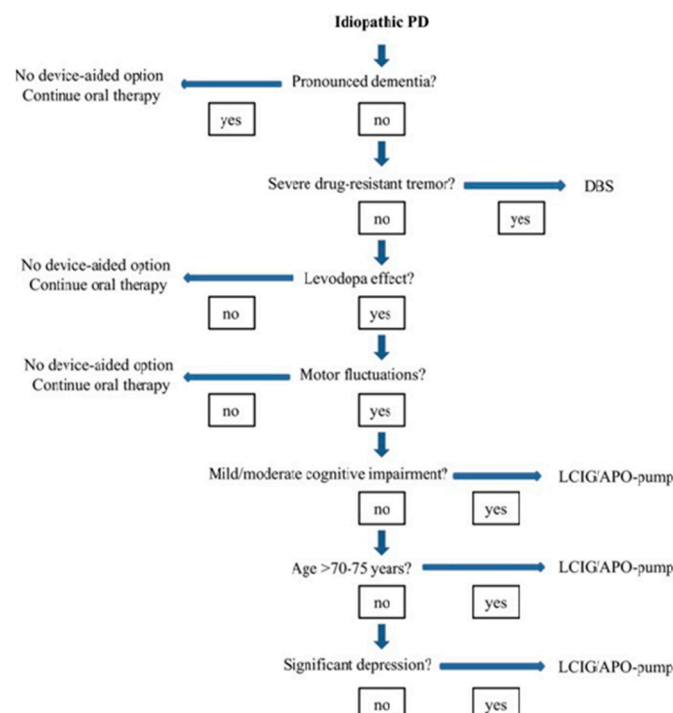 Idiopathic PD
No device-aided option
Continue oral therapy
Pronounced dementia?
yes
no
Severe drug-resistant tremor?
DBS
no
yes
No device-aided option
Continue oral therapy
Levodopa effect?
no
yes
No device-aided option
Continue oral therapy
Motor fluctuations?
no
yes
Mild/moderate cognitive impairment?
LCIG/APO-pump
no
yes
Age >70-75 years?
LCIG/APO-pump
no
yes
Significant depression?
LCIG/APO-pump
no
yes